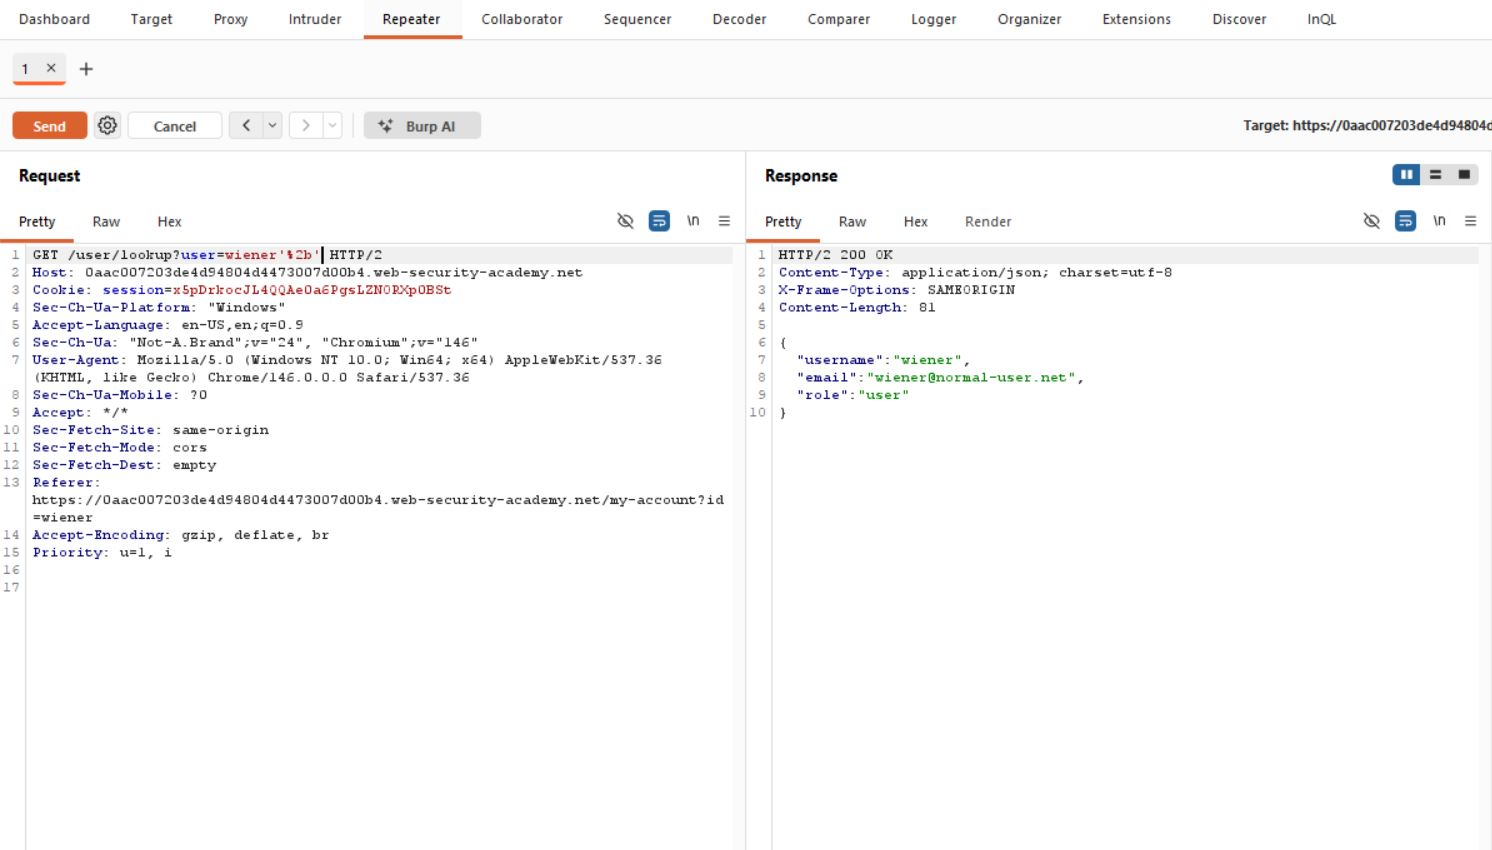 Dashboard Target Proxy Intruder Repeater Collaborator Sequencer Decoder Comparer Logger Organizer Extensions Discover InQL
1 × +
Send Cancel Burp AI Target: https://0aac007203de4d94804d
Request
Pretty Raw Hex \n
1 GET /user/lookup?user=wiener'%2b' HTTP/2
2 Host: 0aac007203de4d94804d4473007d00b4.web-security-academy.net
3 Cookie: session=x5pDrkocJL4QQAe0a6PgsLZN0RXp0BSt
4 Sec-Ch-Ua-Platform: "Windows"
5 Accept-Language: en-US,en;q=0.9
6 Sec-Ch-Ua: "Not-A.Brand";v="24", "Chromium";v="146"
7 User-Agent: Mozilla/5.0 (Windows NT 10.0; Win64; x64) AppleWebKit/537.36
(KHTML, like Gecko) Chrome/146.0.0.0 Safari/537.36
8 Sec-Ch-Ua-Mobile: ?0
9 Accept: */*
10 Sec-Fetch-Site: same-origin
11 Sec-Fetch-Mode: cors
12 Sec-Fetch-Dest: empty
13 Referer:
https://0aac007203de4d94804d4473007d00b4.web-security-academy.net/my-account?id
=wiener
14 Accept-Encoding: gzip, deflate, br
15 Priority: u=1, i
16
17
Response
Pretty Raw Hex Render \n
1 HTTP/2 200 OK
2 Content-Type: application/json; charset=utf-8
3 X-Frame-Options: SAMEORIGIN
4 Content-Length: 81
5
6 {
7 "username":"wiener",
8 "email":"wiener@normal-user.net",
9 "role":"user"
10 }